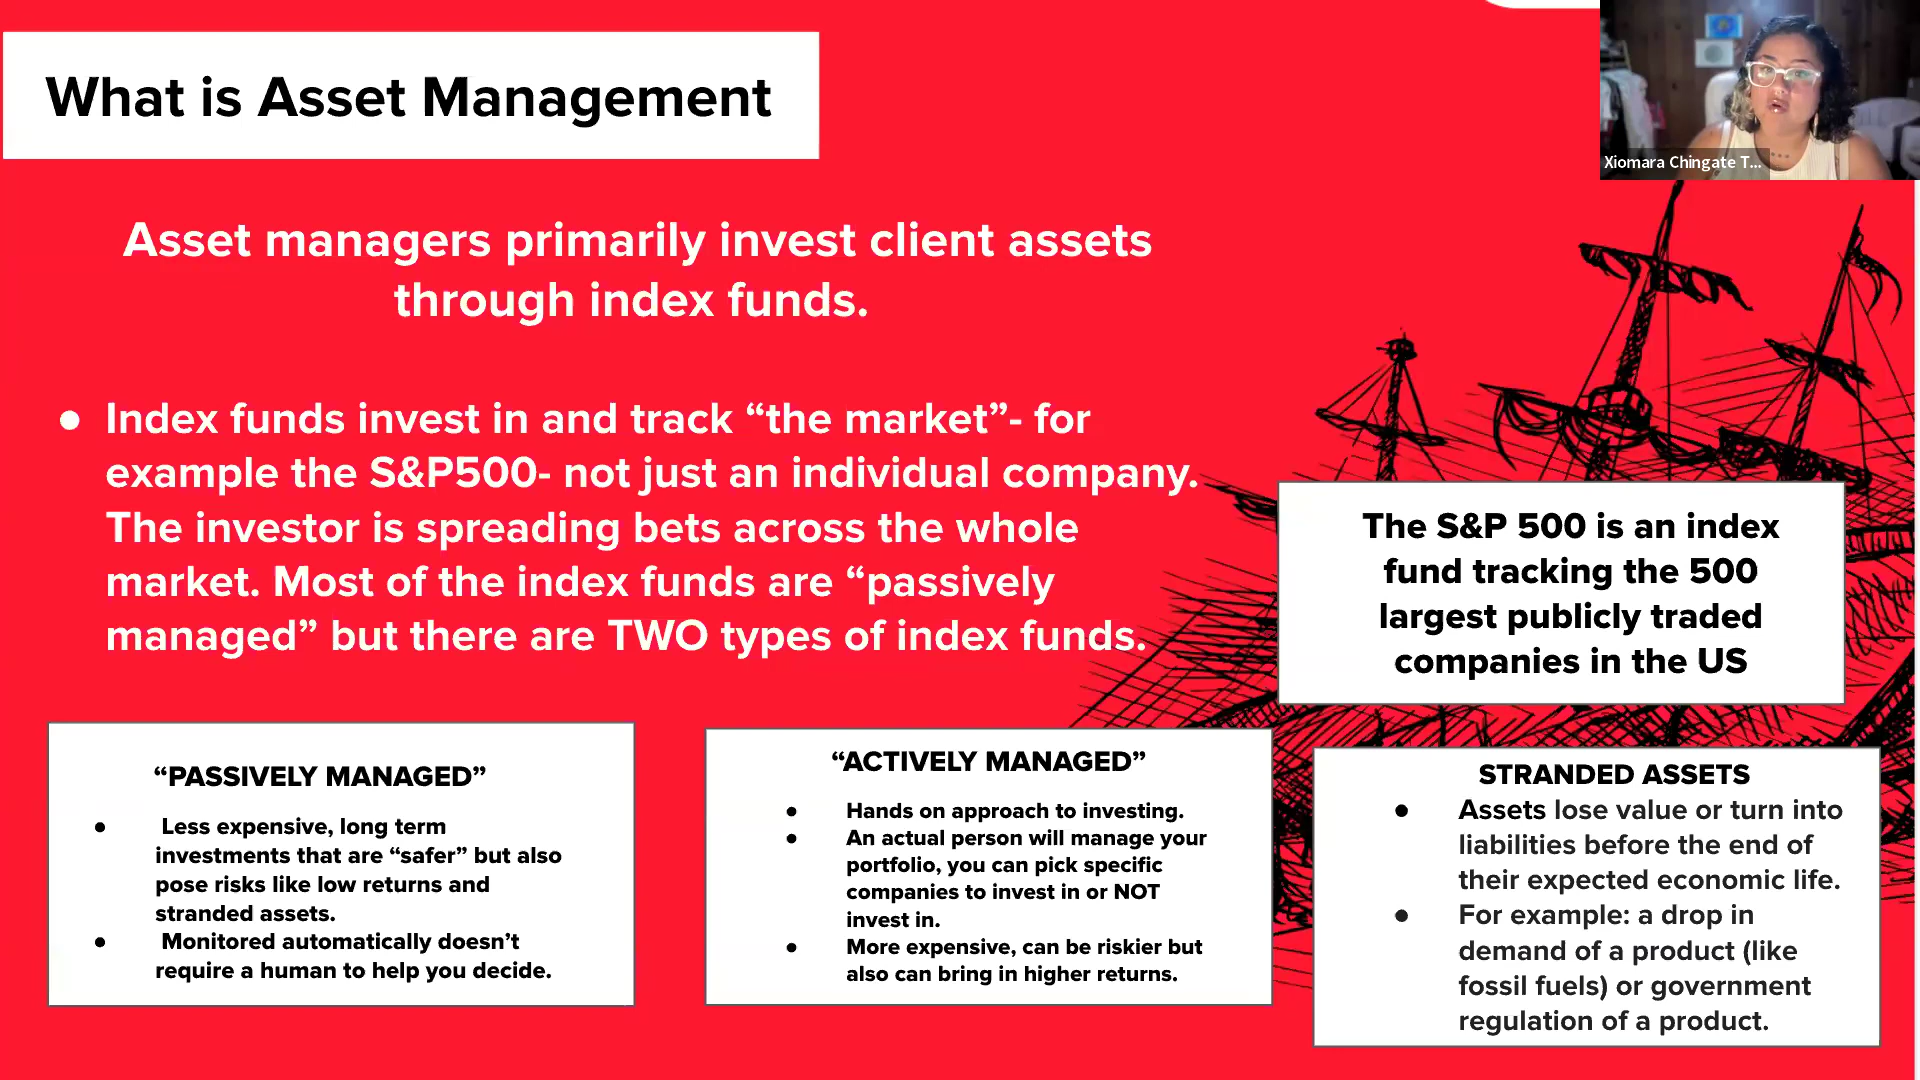 What is Asset Management
Xiomara Chingate T...
Asset managers primarily invest client assets
through index funds.
● Index funds invest in and track “the market”- for
example the S&P500- not just an individual company.
The investor is spreading bets across the whole
market. Most of the index funds are “passively
managed” but there are TWO types of index funds.
The S&P 500 is an index
fund tracking the 500
largest publicly traded
companies in the US
“PASSIVELY MANAGED”
● Less expensive, long term
investments that are “safer” but also
pose risks like low returns and
stranded assets.
● Monitored automatically doesn’t
require a human to help you decide.
“ACTIVELY MANAGED”
● Hands on approach to investing.
● An actual person will manage your
portfolio, you can pick specific
companies to invest in or NOT
invest in.
● More expensive, can be riskier but
also can bring in higher returns.
STRANDED ASSETS
● Assets lose value or turn into
liabilities before the end of
their expected economic life.
● For example: a drop in
demand of a product (like
fossil fuels) or government
regulation of a product.